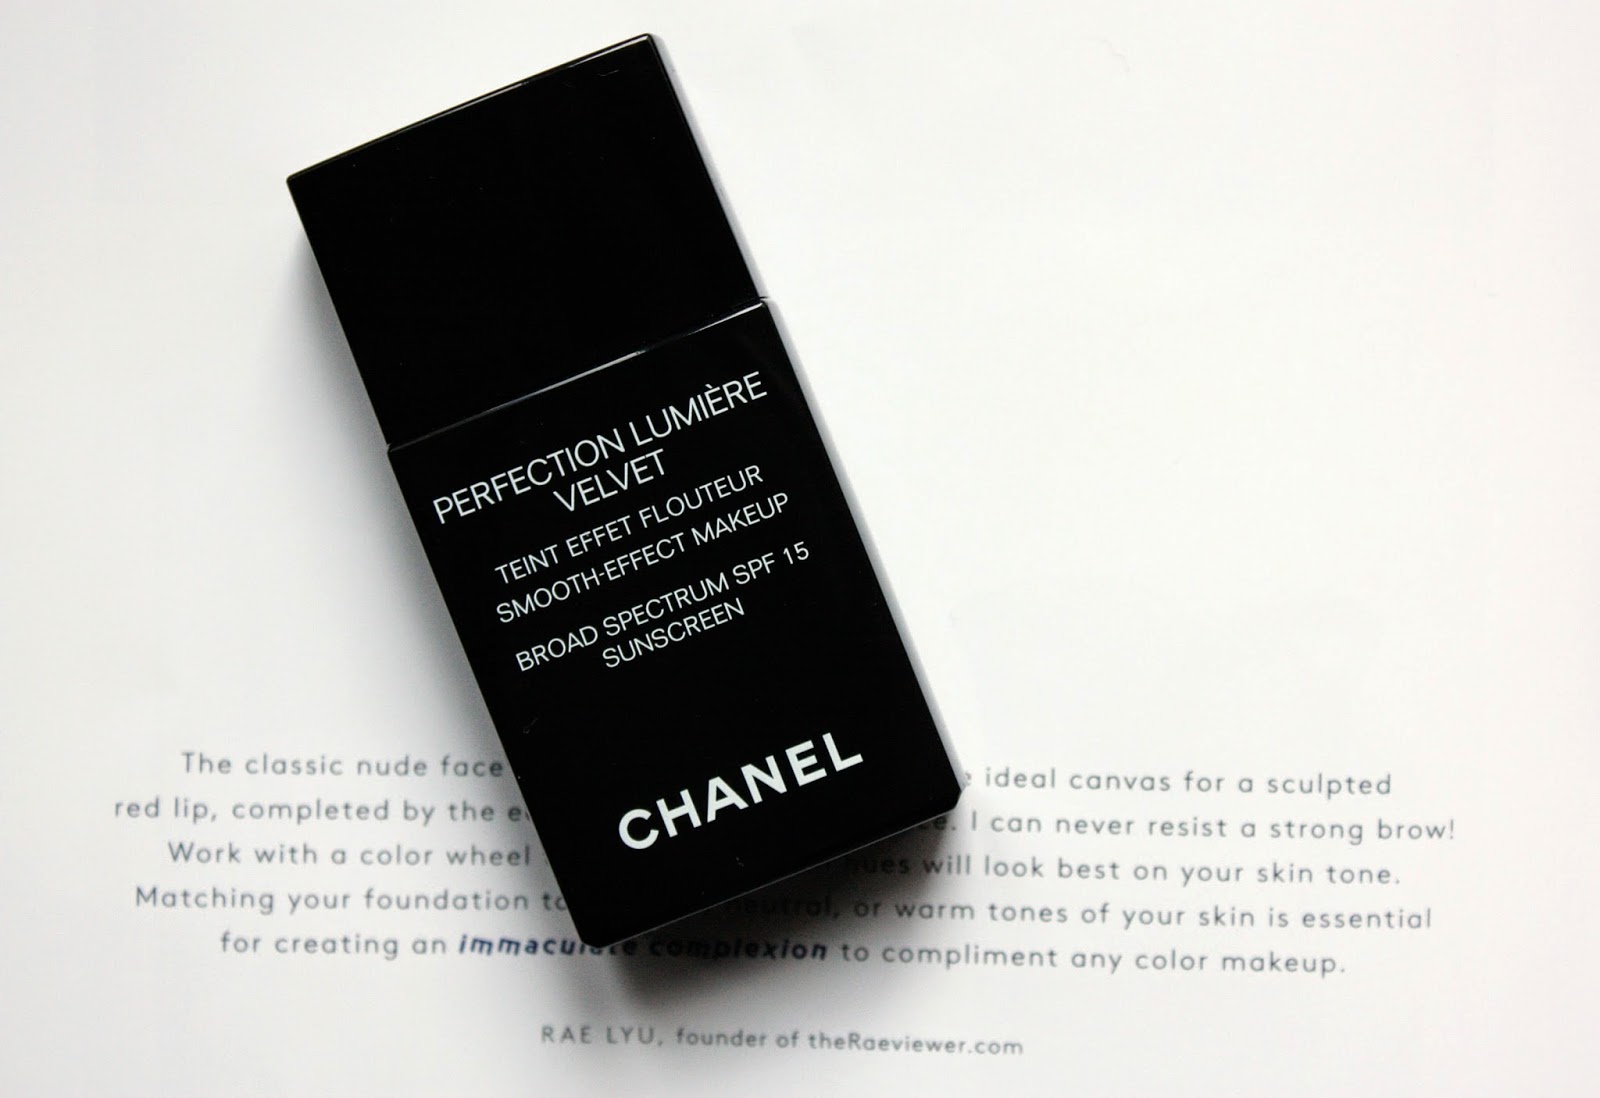 PERFECTION LUMIÈRE
VELVET
TEINT EFFET FLOUTEUR
SMOOTH-EFFECT MAKEUP
BROAD SPECTRUM SPF 15
SUNSCREEN
CHANEL
The classic nude face ideal canvas for a sculpted
red lip, completed by the I can never resist a strong brow!
Work with a color wheel hues will look best on your skin tone.
Matching your foundation to neutral, or warm tones of your skin is essential
for creating an immaculate complexion to compliment any color makeup.
RAE LYU, founder of theRaeviewer.com